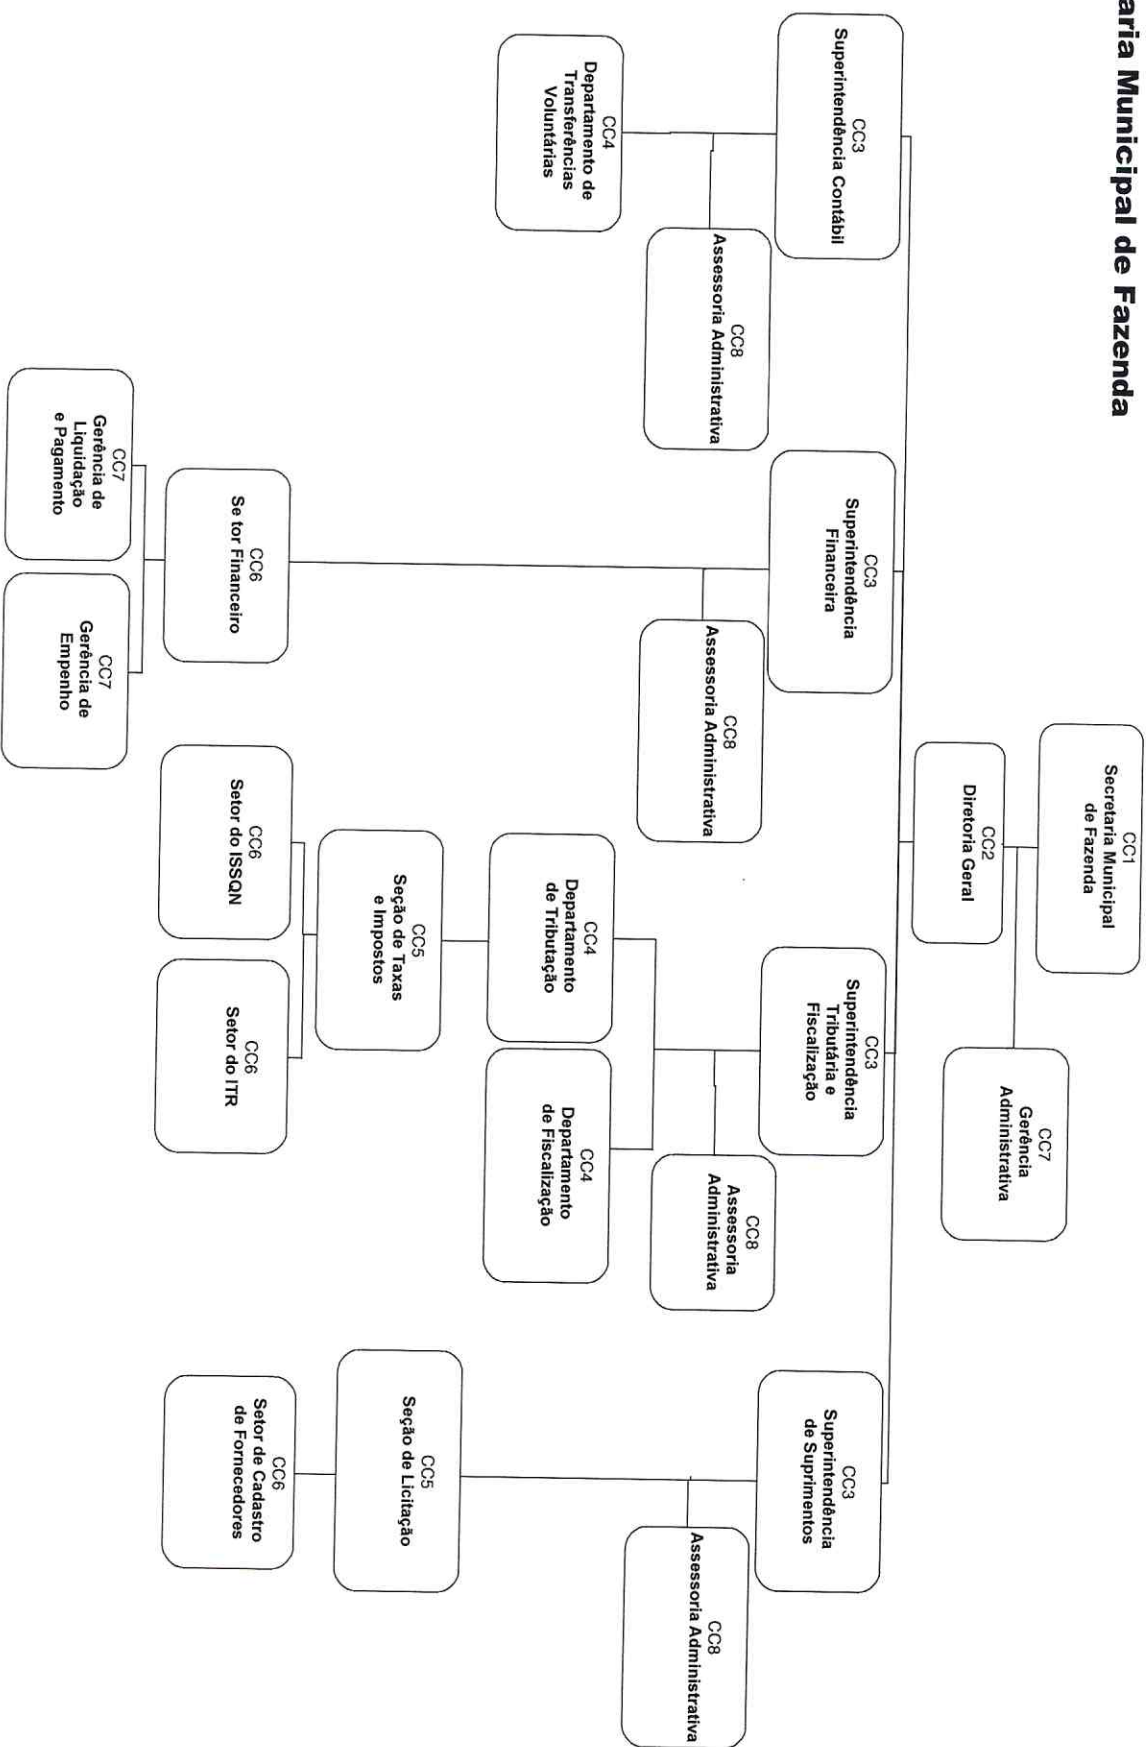 aria Municipal de Fazenda
CC1
Secretaria Municipal
de Fazenda
CC7
Gerência
Administrativa
CC2
Diretoria Geral
CC3
Superintendência Contábil
CC3
Superintendência
Financeira
CC3
Superintendência
Tributária e
Fiscalização
CC3
Superintendência
de Suprimentos
CC8
Assessoria Administrativa
CC8
Assessoria Administrativa
CC8
Assessoria
Administrativa
CC8
Assessoria Administrativa
CC4
Departamento de
Transferências
Voluntárias
CC4
Departamento
de Tributação
CC4
Departamento
de Fiscalização
CC5
Seção de Taxas
e Impostos
CC5
Seção de Licitação
CC6
Se tor Financeiro
CC6
Setor do ISSQN
CC6
Setor do ITR
CC6
Setor de Cadastro
de Fornecedores
CC7
Gerência de
Liquidação
e Pagamento
CC7
Gerência de
Empenho